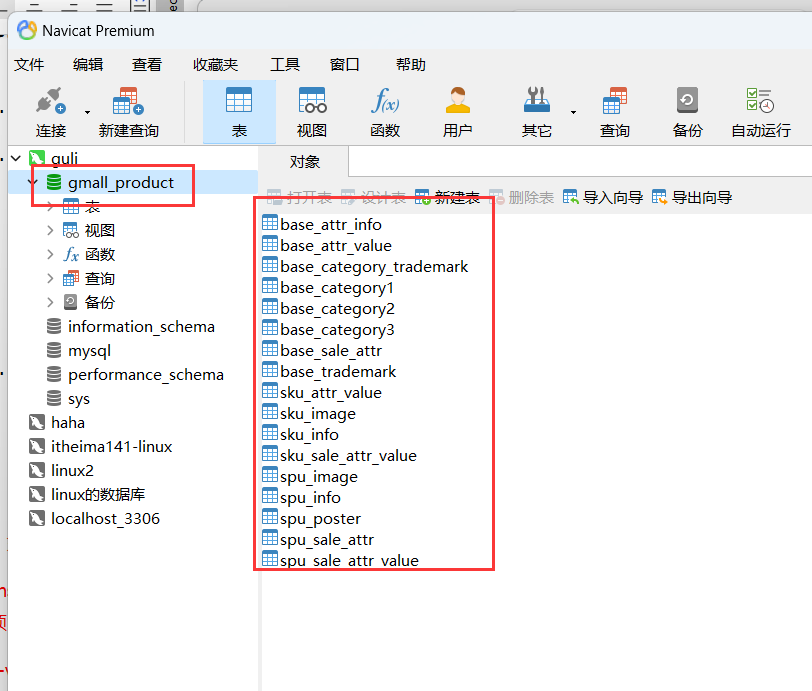 Navicat Premium
文件 编辑 查看 收藏夹 工具 窗口 帮助
连接 新建查询 表 视图 函数 用户 其它 查询 备份 自动运行
guli
gmall_product
表
视图
函数
查询
备份
information_schema
mysql
performance_schema
sys
haha
itheima141-linux
linux2
linux的数据库
localhost_3306
对象
打开表 设计表 新建表 删除表 导入向导 导出向导
base_attr_info
base_attr_value
base_category_trademark
base_category1
base_category2
base_category3
base_sale_attr
base_trademark
sku_attr_value
sku_image
sku_info
sku_sale_attr_value
spu_image
spu_info
spu_poster
spu_sale_attr
spu_sale_attr_value